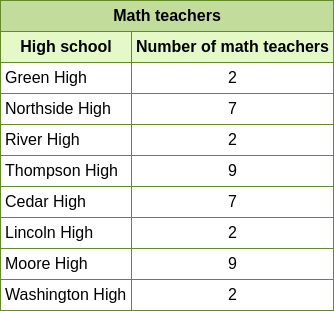 Math teachers
High school Number of math teachers
Green High 2
Northside High 7
River High 2
Thompson High 9
Cedar High 7
Lincoln High 2
Moore High 9
Washington High 2